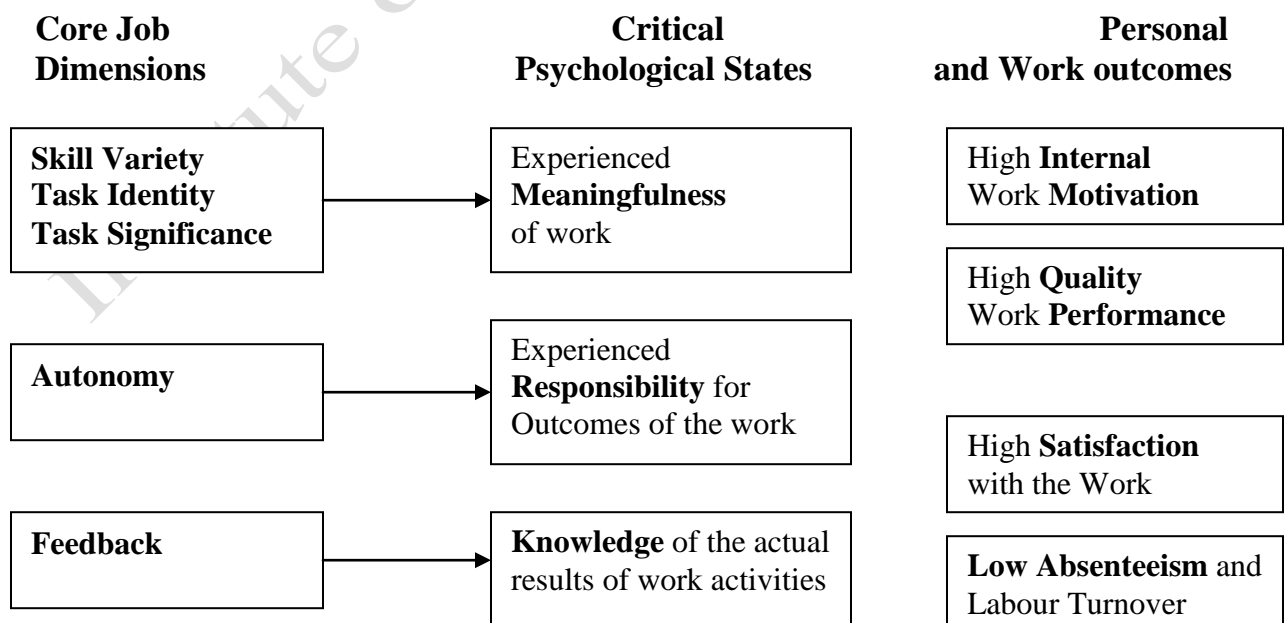 Core Job
Dimensions
Critical
Psychological States
Personal
and Work outcomes
Skill Variety
Task Identity
Task Significance
Experienced
Meaningfulness
of work
High Internal
Work Motivation
High Quality
Work Performance
Autonomy
Experienced
Responsibility for
Outcomes of the work
High Satisfaction
with the Work
Feedback
Knowledge of the actual
results of work activities
Low Absenteeism and
Labour Turnover